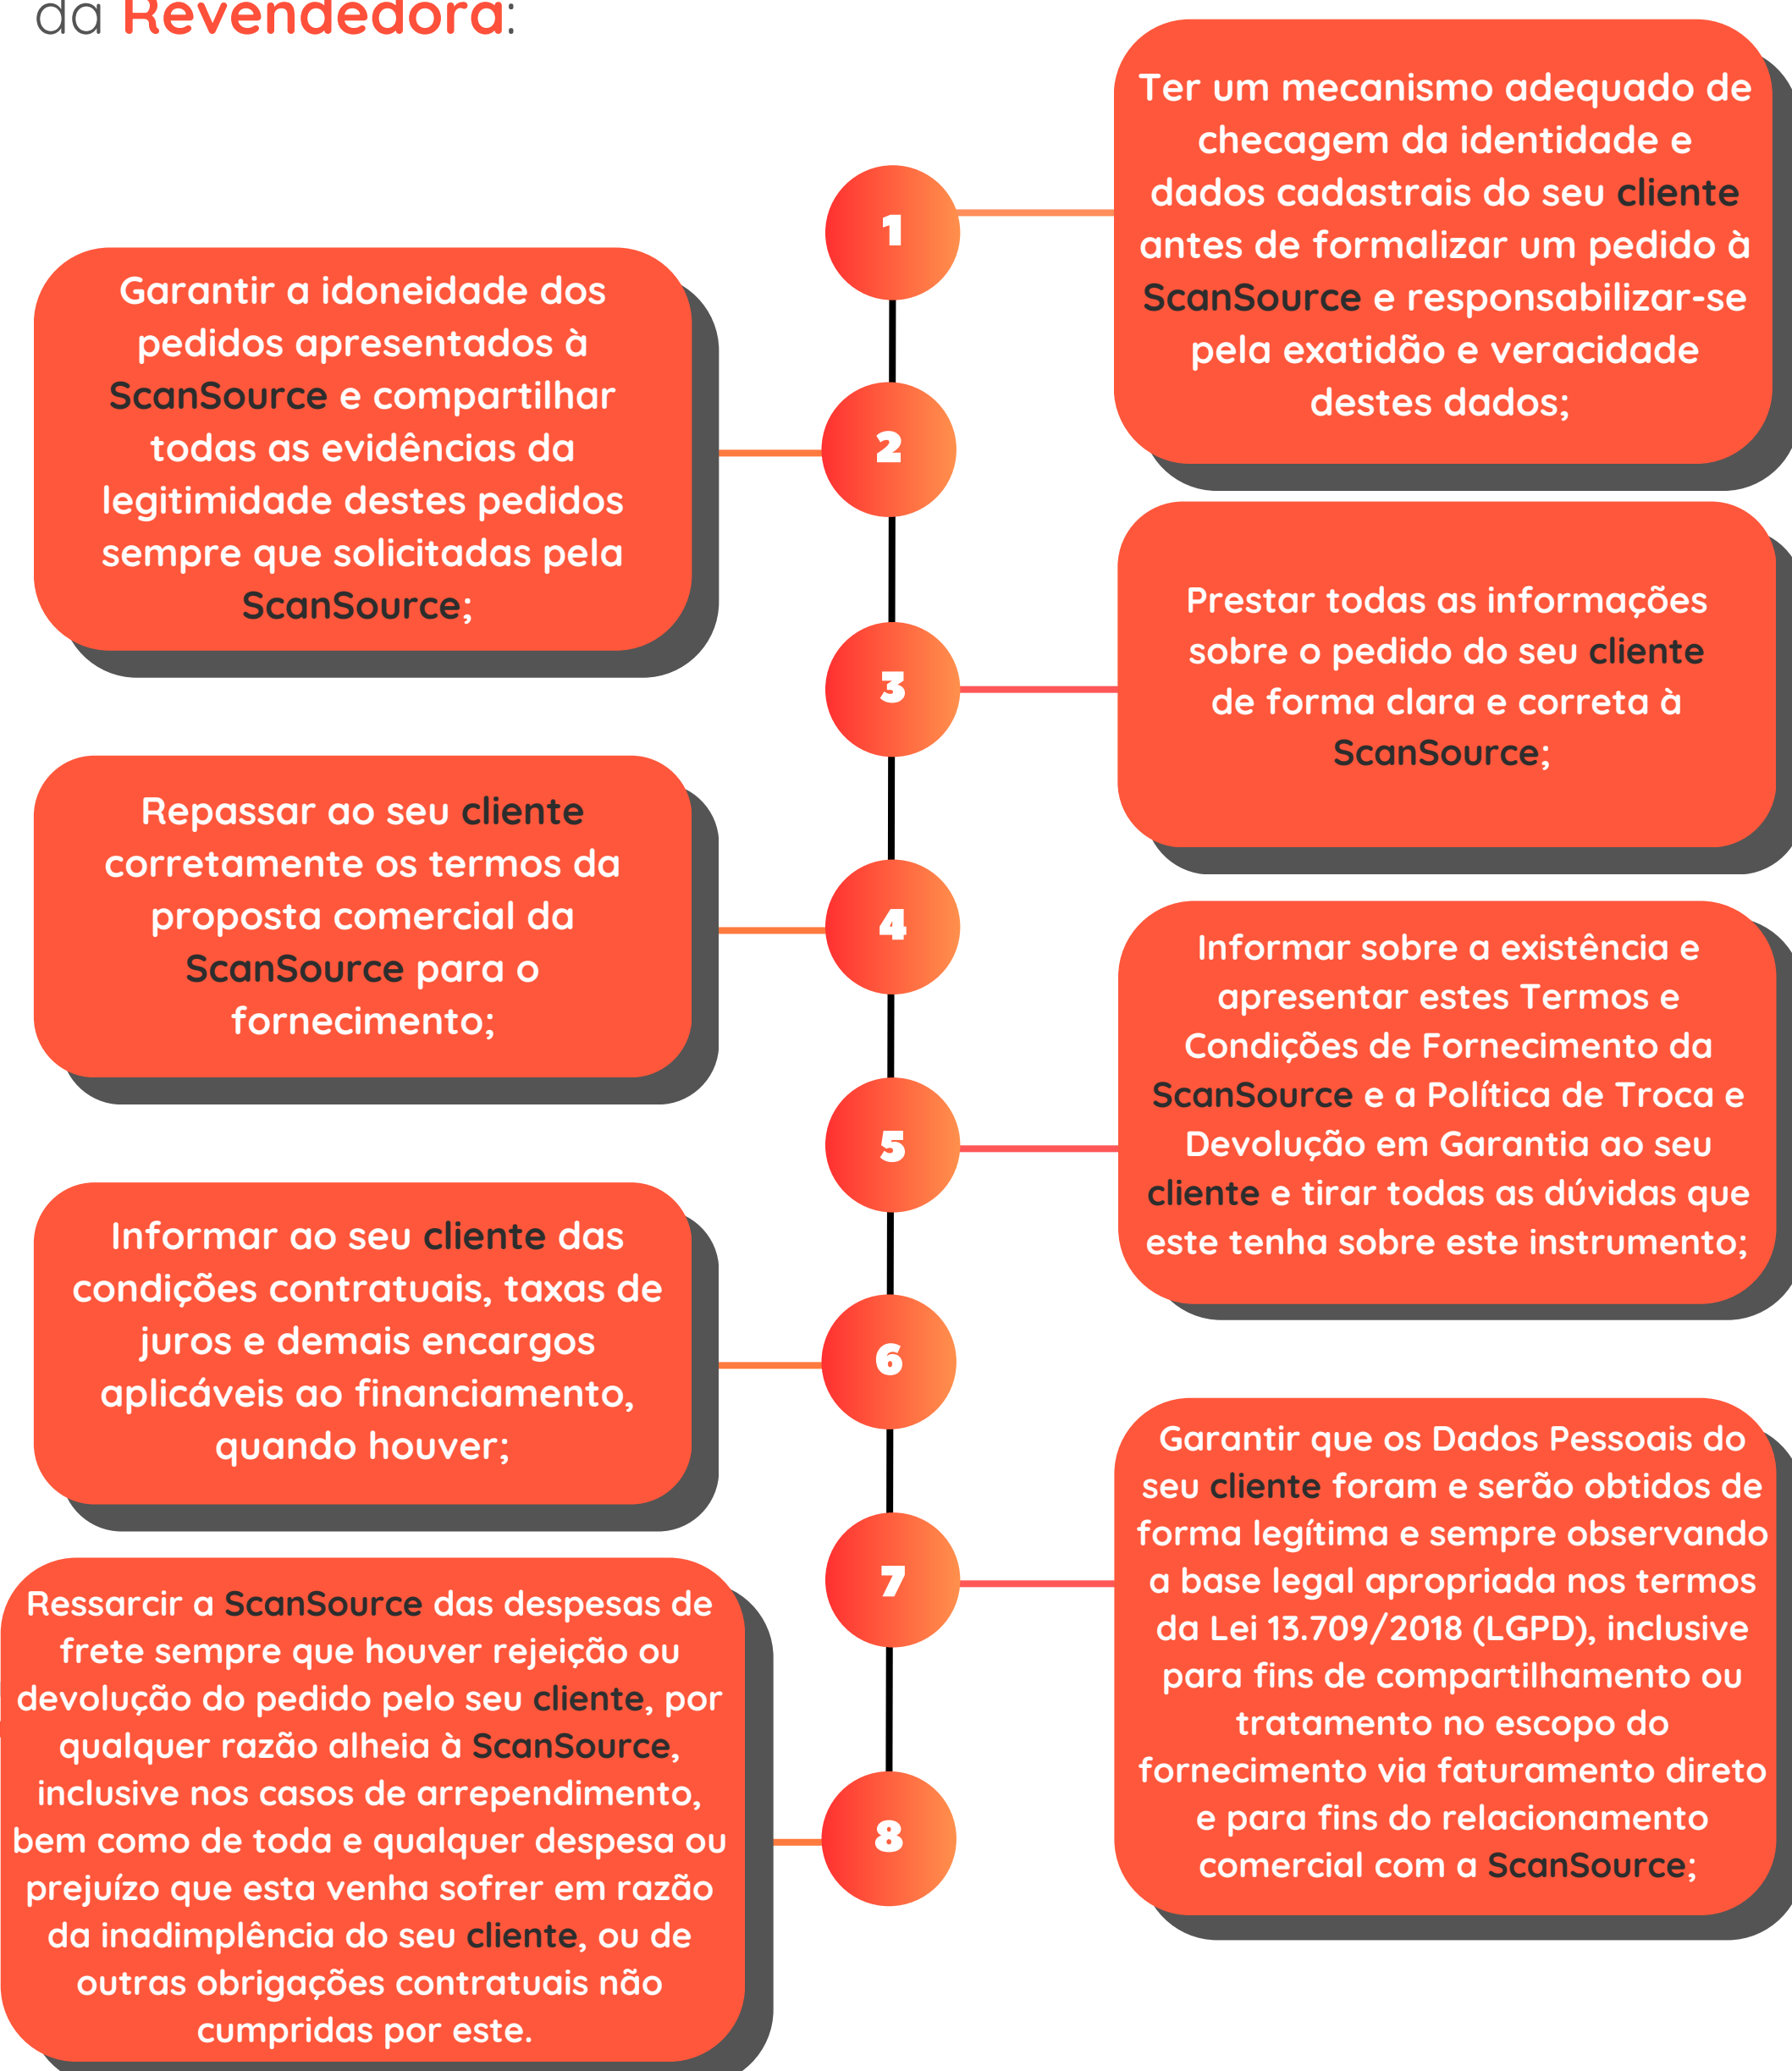 da Revendedora:
1
Ter um mecanismo adequado de
checagem da identidade e
dados cadastrais do seu cliente
antes de formalizar um pedido à
ScanSource e responsabilizar-se
pela exatidão e veracidade
destes dados;
2
Garantir a idoneidade dos
pedidos apresentados à
ScanSource e compartilhar
todas as evidências da
legitimidade destes pedidos
sempre que solicitadas pela
ScanSource;
3
Prestar todas as informações
sobre o pedido do seu cliente
de forma clara e correta à
ScanSource;
4
Repassar ao seu cliente
corretamente os termos da
proposta comercial da
ScanSource para o
fornecimento;
5
Informar sobre a existência e
apresentar estes Termos e
Condições de Fornecimento da
ScanSource e a Política de Troca e
Devolução em Garantia ao seu
cliente e tirar todas as dúvidas que
este tenha sobre este instrumento;
6
Informar ao seu cliente das
condições contratuais, taxas de
juros e demais encargos
aplicáveis ao financiamento,
quando houver;
7
Garantir que os Dados Pessoais do
seu cliente foram e serão obtidos de
forma legítima e sempre observando
a base legal apropriada nos termos
da Lei 13.709/2018 (LGPD), inclusive
para fins de compartilhamento ou
tratamento no escopo do
fornecimento via faturamento direto
e para fins do relacionamento
comercial com a ScanSource;
8
Ressarcir a ScanSource das despesas de
frete sempre que houver rejeição ou
devolução do pedido pelo seu cliente, por
qualquer razão alheia à ScanSource,
inclusive nos casos de arrependimento,
bem como de toda e qualquer despesa ou
prejuízo que esta venha sofrer em razão
da inadimplência do seu cliente, ou de
outras obrigações contratuais não
cumpridas por este.